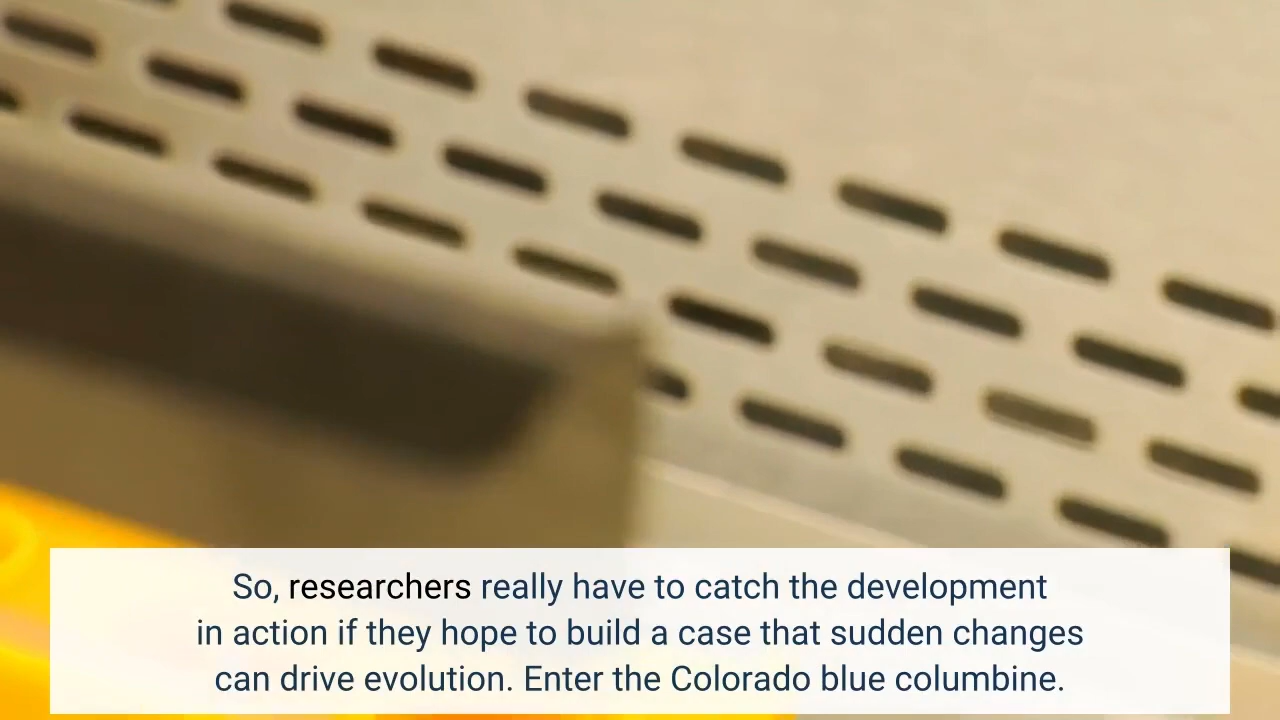 So, researchers really have to catch the development
in action if they hope to build a case that sudden changes
can drive evolution. Enter the Colorado blue columbine.